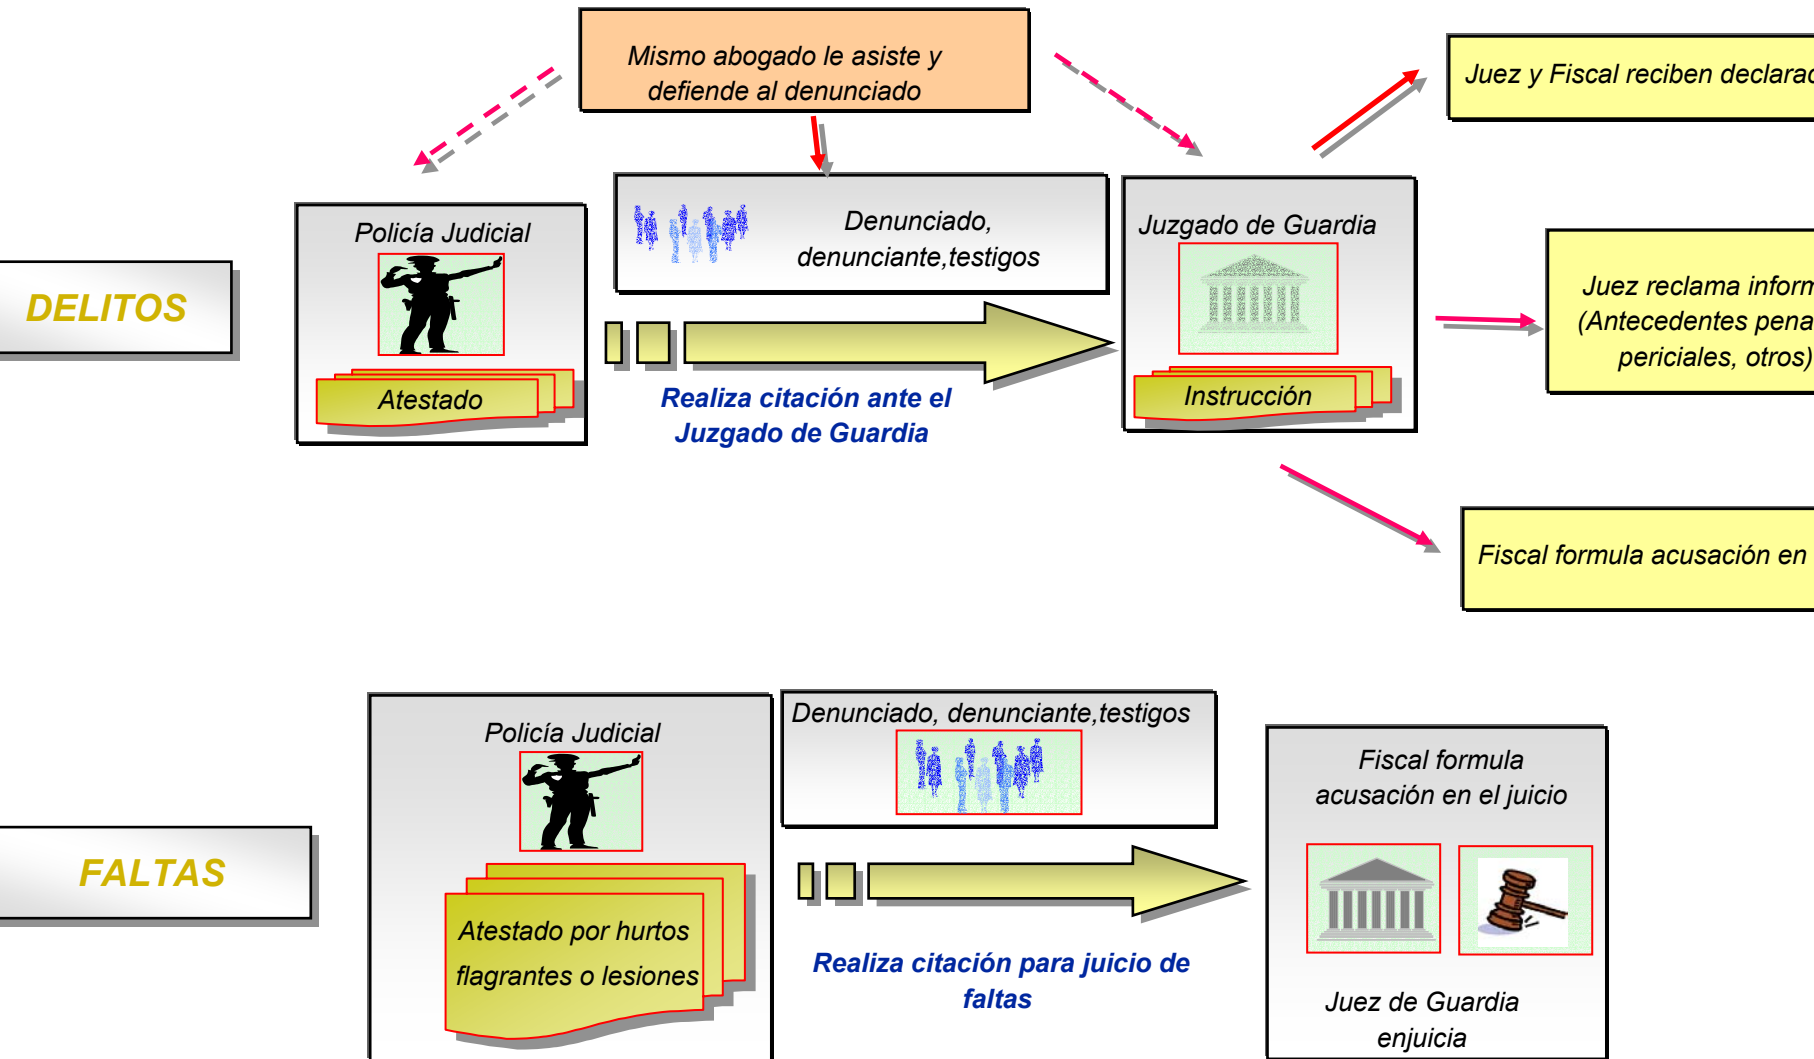 Mismo abogado le asiste y
defiende al denunciado
Juez y Fiscal reciben
DELITOS
Policía Judicial
Atestado
Denunciado,
denunciante,testigos
Realiza citación ante el
Juzgado de Guardia
Juzgado de Guardia
Instrucción
Juez reclama
(Antecedentes
periciales, otros)
Fiscal formula acusación en
FALTAS
Policía Judicial
Atestado por hurtos
flagrantes o lesiones
Denunciado, denunciante,testigos
Realiza citación para juicio de
faltas
Fiscal formula
acusación en el juicio
Juez de Guardia
enjuicia